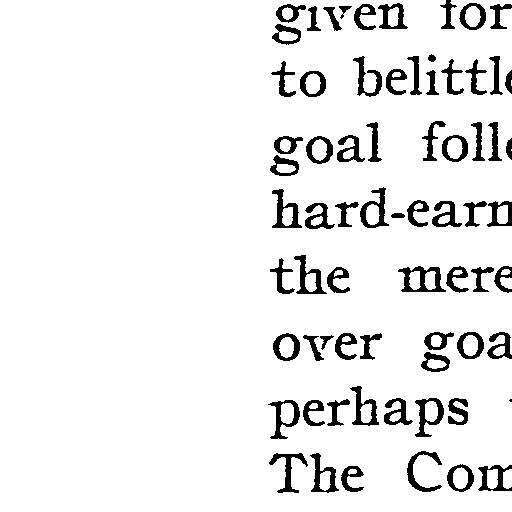 given for
to belittl
goal foll
hard-earn
the mere
over goa
perhaps
The Com